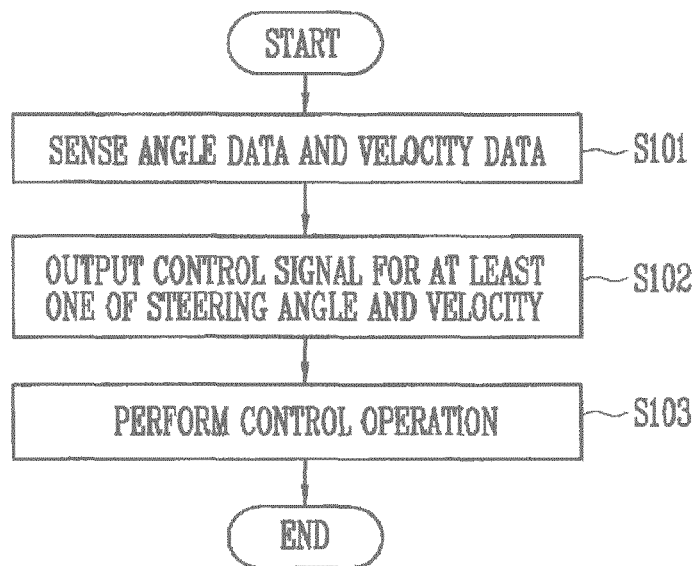 START
SENSE ANGLE DATA AND VELOCITY DATA
S101
OUTPUT CONTROL SIGNAL FOR AT LEAST
ONE OF STEERING ANGLE AND VELOCITY
S102
PERFORM CONTROL OPERATION
S103
END